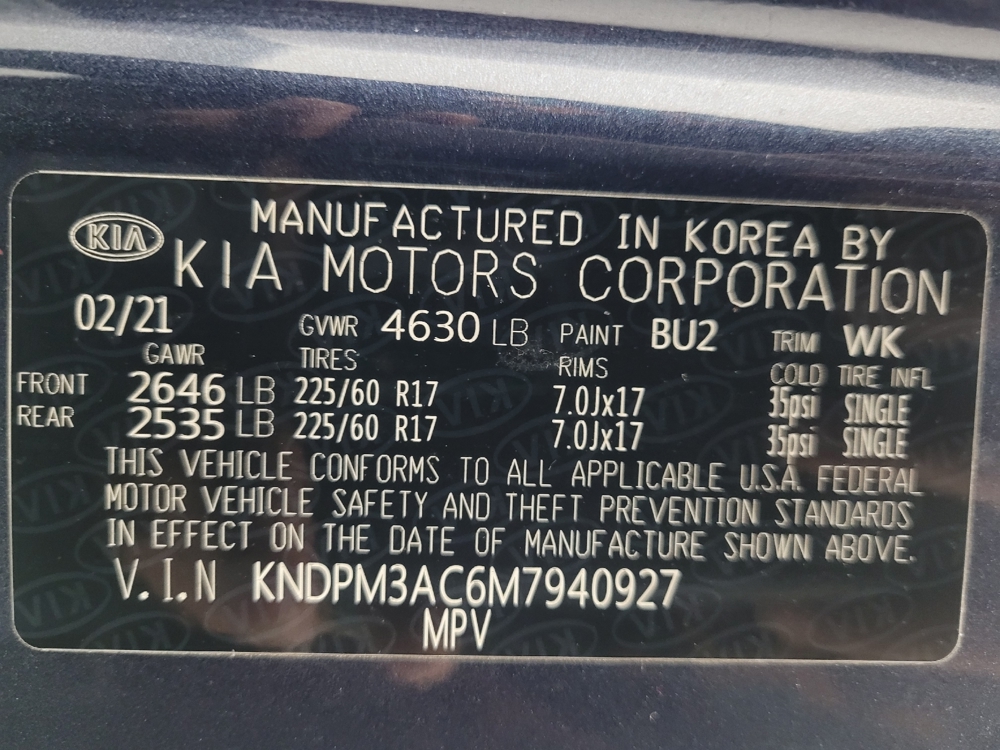 KIA MANUFACTURED IN KOREA BY
KIA MOTORS CORPORATION
02/21 GVWR 4630 LB PAINT BU2 TRIM WK
GAWR TIRES RIMS COLD TIRE INFL
FRONT 2646 LB 225/60 R17 7.0Jx17 35psi SINGLE
REAR 2535 LB 225/60 R17 7.0Jx17 35psi SINGLE
THIS VEHICLE CONFORMS TO ALL APPLICABLE U.S.A. FEDERAL
MOTOR VEHICLE SAFETY AND THEFT PREVENTION STANDARDS
IN EFFECT ON THE DATE OF MANUFACTURE SHOWN ABOVE.
V.I.N KNDPM3AC6M7940927
MPV